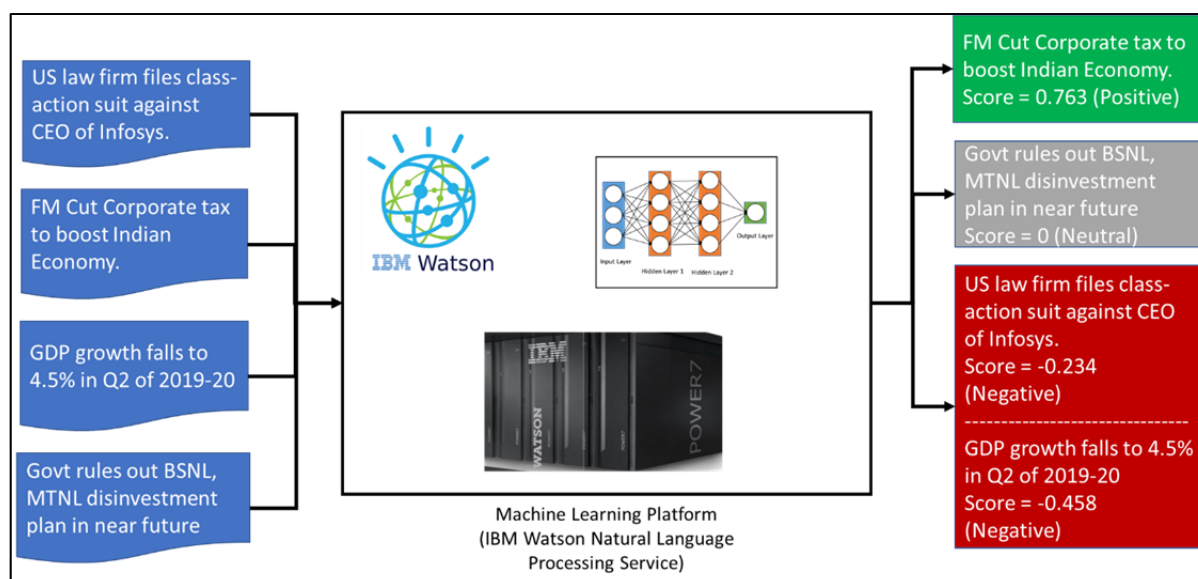 US law firm files class-
action suit against
CEO of Infosys.
FM Cut Corporate tax
to boost Indian
Economy.
GDP growth falls to
4.5% in Q2 of 2019-20
Govt rules out BSNL,
MTNL disinvestment
plan in near future
IBM Watson
Input Layer
Hidden Layer 1
Hidden Layer 2
Output Layer
IBM
WATSON
POWER7
POWER7
Machine Learning Platform
(IBM Watson Natural Language
Processing Service)
FM Cut Corporate tax to
boost Indian Economy.
Score = 0.763 (Positive)
Govt rules out BSNL,
MTNL disinvestment
plan in near future
Score = 0 (Neutral)
US law firm files class-
action suit against CEO
of Infosys.
Score = -0.234
(Negative)
-------------------------------
GDP growth falls to 4.5%
in Q2 of 2019-20
Score = -0.458
(Negative)